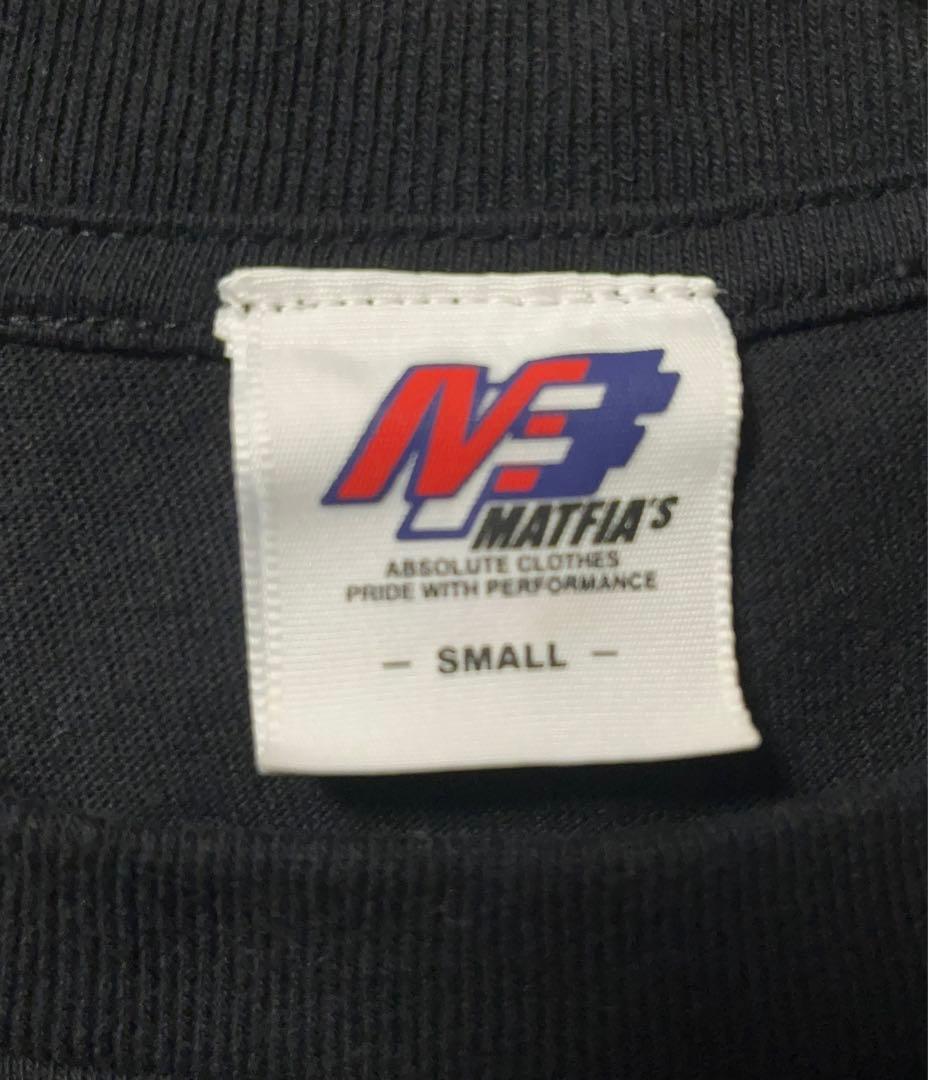 MATFIA'S
ABSOLUTE CLOTHES
PRIDE WITH PERFORMANCE
— SMALL —